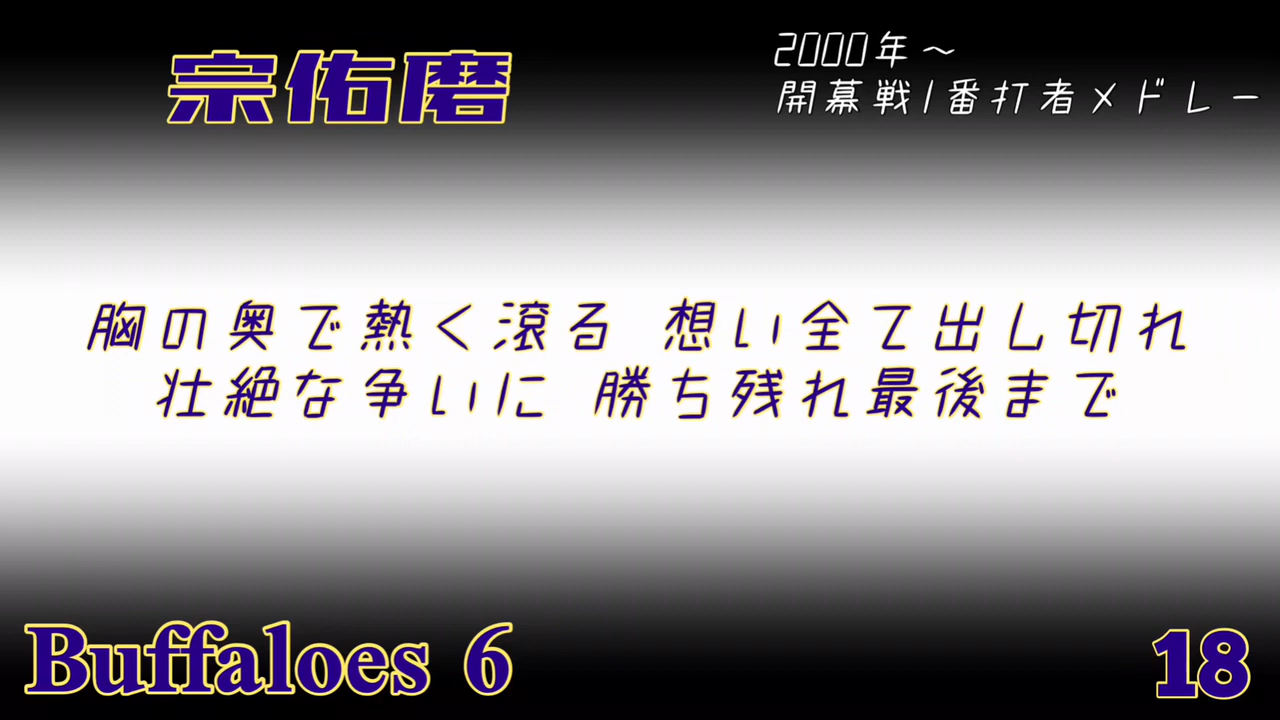 宗佑磨
2000年～
開幕戦1番打者メドレー
胸の奥で熱く滾る 想い全て出し切れ
壮絶な争いに 勝ち残れ最後まで
Buffaloes 6
18